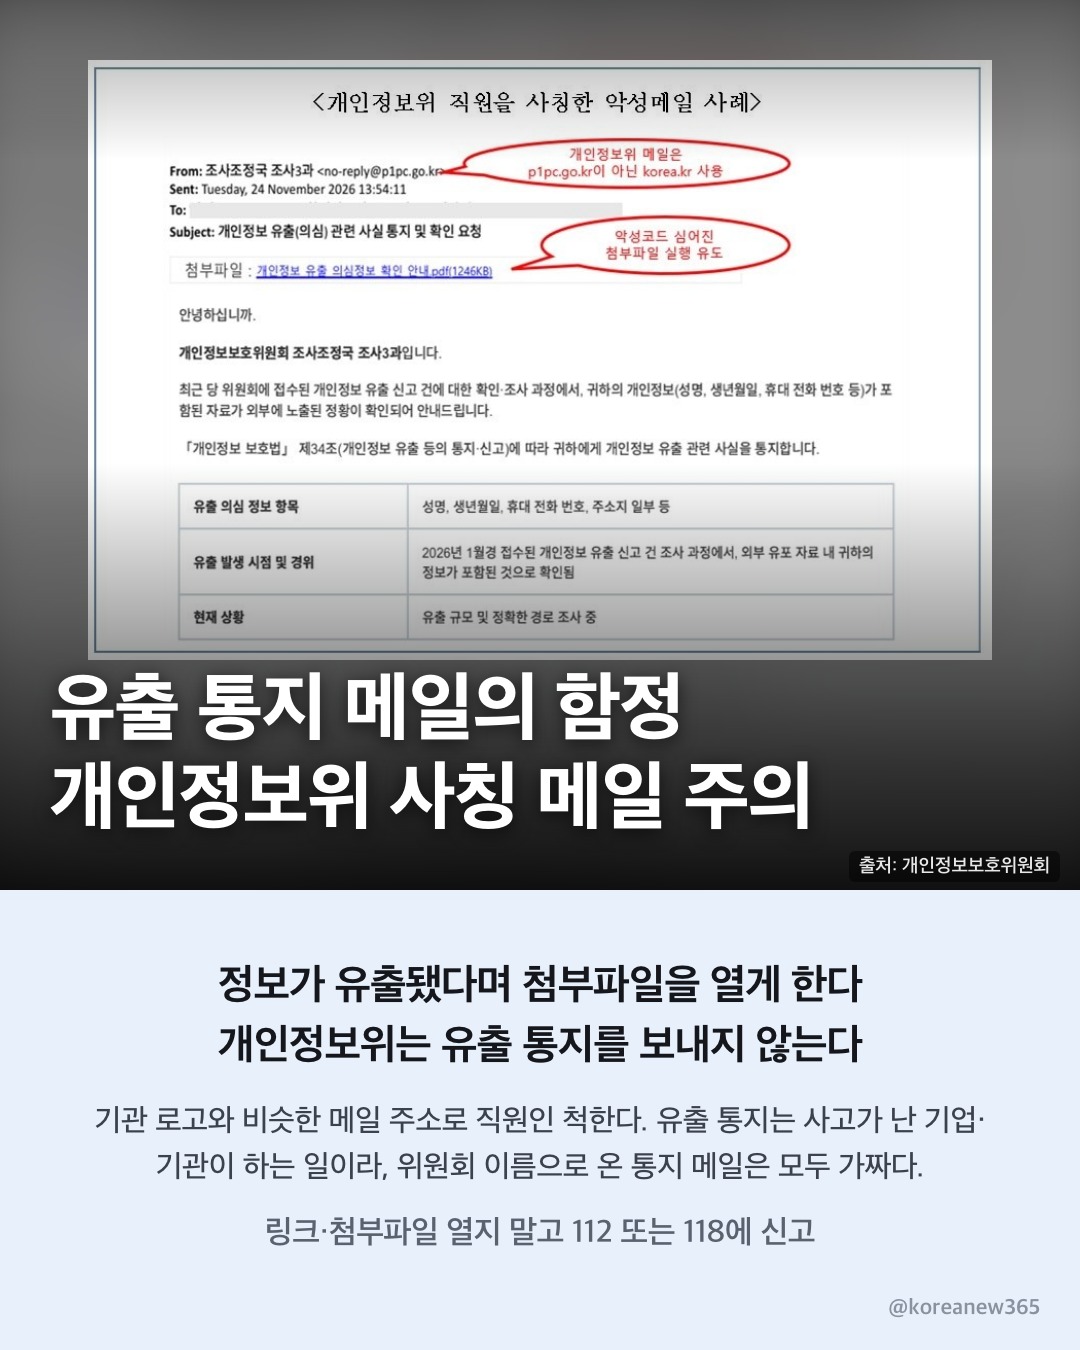 <개인정보위 직원을 사칭한 악성메일 사례>
개인정보위 메일은
p1pc.go.kr이 아닌 korea.kr 사용
From: 조사조정국 조사3과 <no-reply@p1pc.go.kr>
Sent: Tuesday, 24 November 2026 13:54:11
To:
Subject: 개인정보 유출(의심) 관련 사실 통지 및 확인 요청
악성코드 심어진
첨부파일 실행 유도
첨부파일 : 개인정보 유출 의심정보 확인 안내.pdf(1246KB)
안녕하십니까.
개인정보보호위원회 조사조정국 조사3과입니다.
최근 당 위원회에 접수된 개인정보 유출 신고 건에 대한 확인·조사 과정에서, 귀하의 개인정보(성명, 생년월일, 휴대 전화 번호 등)가 포
함된 자료가 외부에 노출된 정황이 확인되어 안내드립니다.
「개인정보 보호법」 제34조(개인정보 유출 등의 통지·신고)에 따라 귀하에게 개인정보 유출 관련 사실을 통지합니다.
유출 의심 정보 항목
성명, 생년월일, 휴대 전화 번호, 주소지 일부 등
유출 발생 시점 및 경위
2026년 1월경 접수된 개인정보 유출 신고 건 조사 과정에서, 외부 유포 자료 내 귀하의
정보가 포함된 것으로 확인됨
현재 상황
유출 규모 및 정확한 경로 조사 중
유출 통지 메일의 함정
개인정보위 사칭 메일 주의
출처: 개인정보보호위원회
정보가 유출됐다며 첨부파일을 열게 한다
개인정보위는 유출 통지를 보내지 않는다
기관 로고와 비슷한 메일 주소로 직원인 척한다. 유출 통지는 사고가 난 기업·
기관이 하는 일이라, 위원회 이름으로 온 통지 메일은 모두 가짜다.
링크·첨부파일 열지 말고 112 또는 118에 신고
@koreanew365